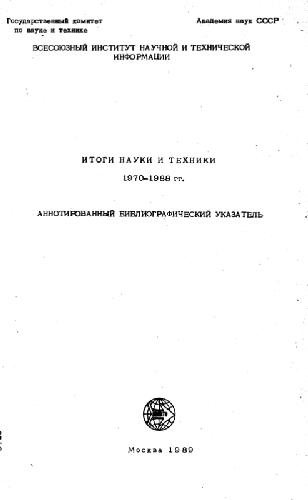 Государственный комитет Академия наук СССР
по науке и технике
ВСЕСОЮЗНЫЙ ИНСТИТУТ НАУЧНОЙ И ТЕХНИЧЕСКОЙ
ИНФОРМАЦИИ
ИТОГИ НАУКИ И ТЕХНИКИ
1970-1988 гг.
АННОТИРОВАННЫЙ БИБЛИОГРАФИЧЕСКИЙ УКАЗАТЕЛЬ
Москва 1989